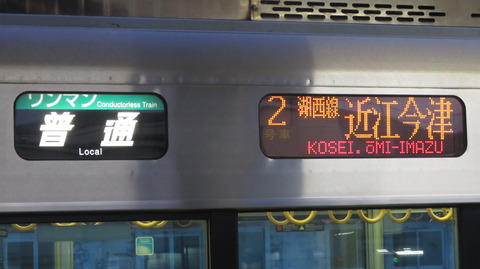 ワンマン Conductorless Train
普通
Local
2 号車 湖西線 近江今津
KOSEI. ŌMI-IMAZU